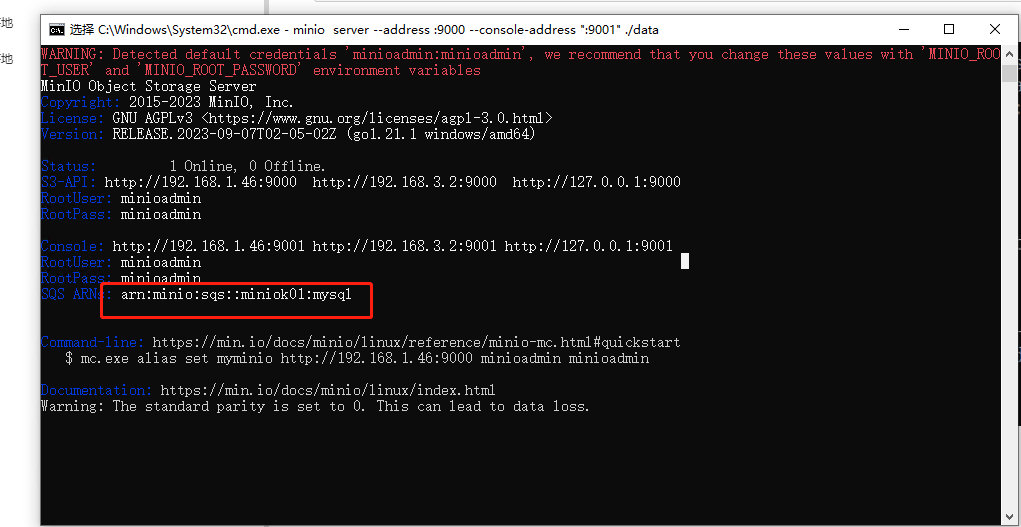 地
地
选择 C:\Windows\System32\cmd.exe - minio  server --address :9000 --console-address ":9001" ./data
WARNING: Detected default credentials 'minioadmin:minioadmin', we recommend that you change these values with 'MINIO_ROO
T_USER' and 'MINIO_ROOT_PASSWORD' environment variables
MinIO Object Storage Server
Copyright: 2015-2023 MinIO, Inc.
License: GNU AGPLv3 <https://www.gnu.org/licenses/agpl-3.0.html>
Version: RELEASE.2023-09-07T02-05-02Z (go1.21.1 windows/amd64)
Status:         1 Online, 0 Offline.
S3-API: http://192.168.1.46:9000  http://192.168.3.2:9000  http://127.0.0.1:9000
RootUser: minioadmin
RootPass: minioadmin
Console: http://192.168.1.46:9001 http://192.168.3.2:9001 http://127.0.0.1:9001
RootUser: minioadmin
RootPass: minioadmin
SQS ARNs: arn:minio:sqs::miniok01:mysql
Command-line: https://min.io/docs/minio/linux/reference/minio-mc.html#quickstart
   $ mc.exe alias set myminio http://192.168.1.46:9000 minioadmin minioadmin
Documentation: https://min.io/docs/minio/linux/index.html
Warning: The standard parity is set to 0. This can lead to data loss.